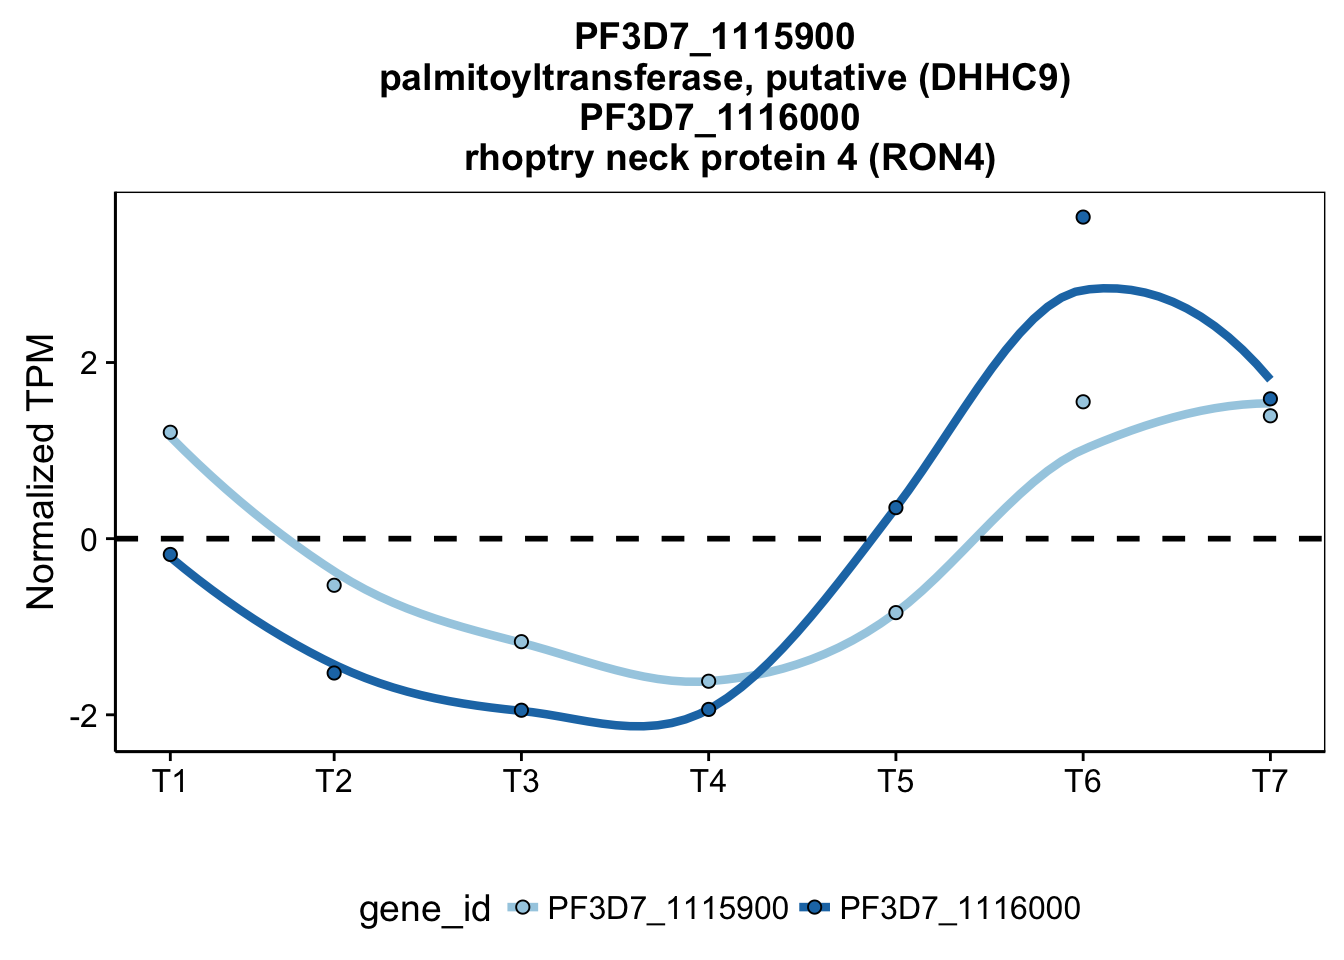 PF3D7_1115900
palmitoyltransferase, putative (DHHC9)
PF3D7_1116000
rhoptry neck protein 4 (RON4)
Normalized TPM
2
0
-2
T1 T2 T3 T4 T5 T6 T7
gene_id PF3D7_1115900 PF3D7_1116000